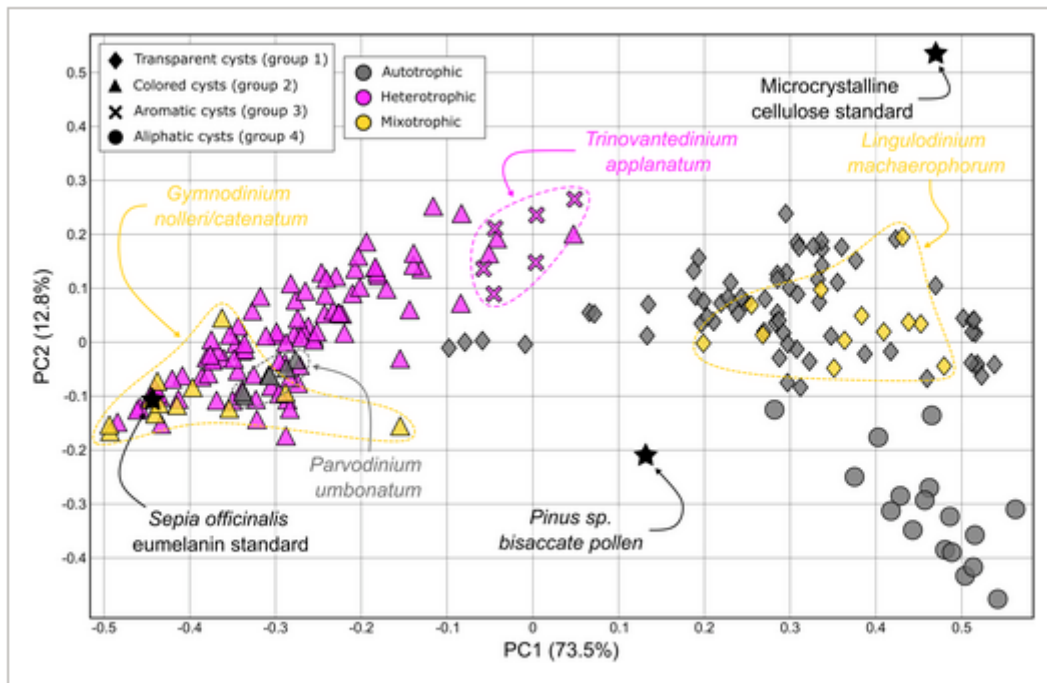 Transparent cysts (group 1)
Colored cysts (group 2)
Aromatic cysts (group 3)
Aliphatic cysts (group 4)
Autotrophic
Heterotrophic
Mixotrophic
Microcrystalline
cellulose standard
Trinovantedinium
applanatum
Lingulodinium
machaerophorum
Gymnodinium
nolleri/catenatum
Parvodinium
umbonatum
Sepia officinalis
eumelanin standard
Pinus sp.
bisaccate pollen
PC2 (12.8%)
0.5
0.4
0.3
0.2
0.1
0
-0.1
-0.2
-0.3
-0.4
-0.5 -0.4 -0.3 -0.2 -0.1 0 0.1 0.2 0.3 0.4 0.5
PC1 (73.5%)